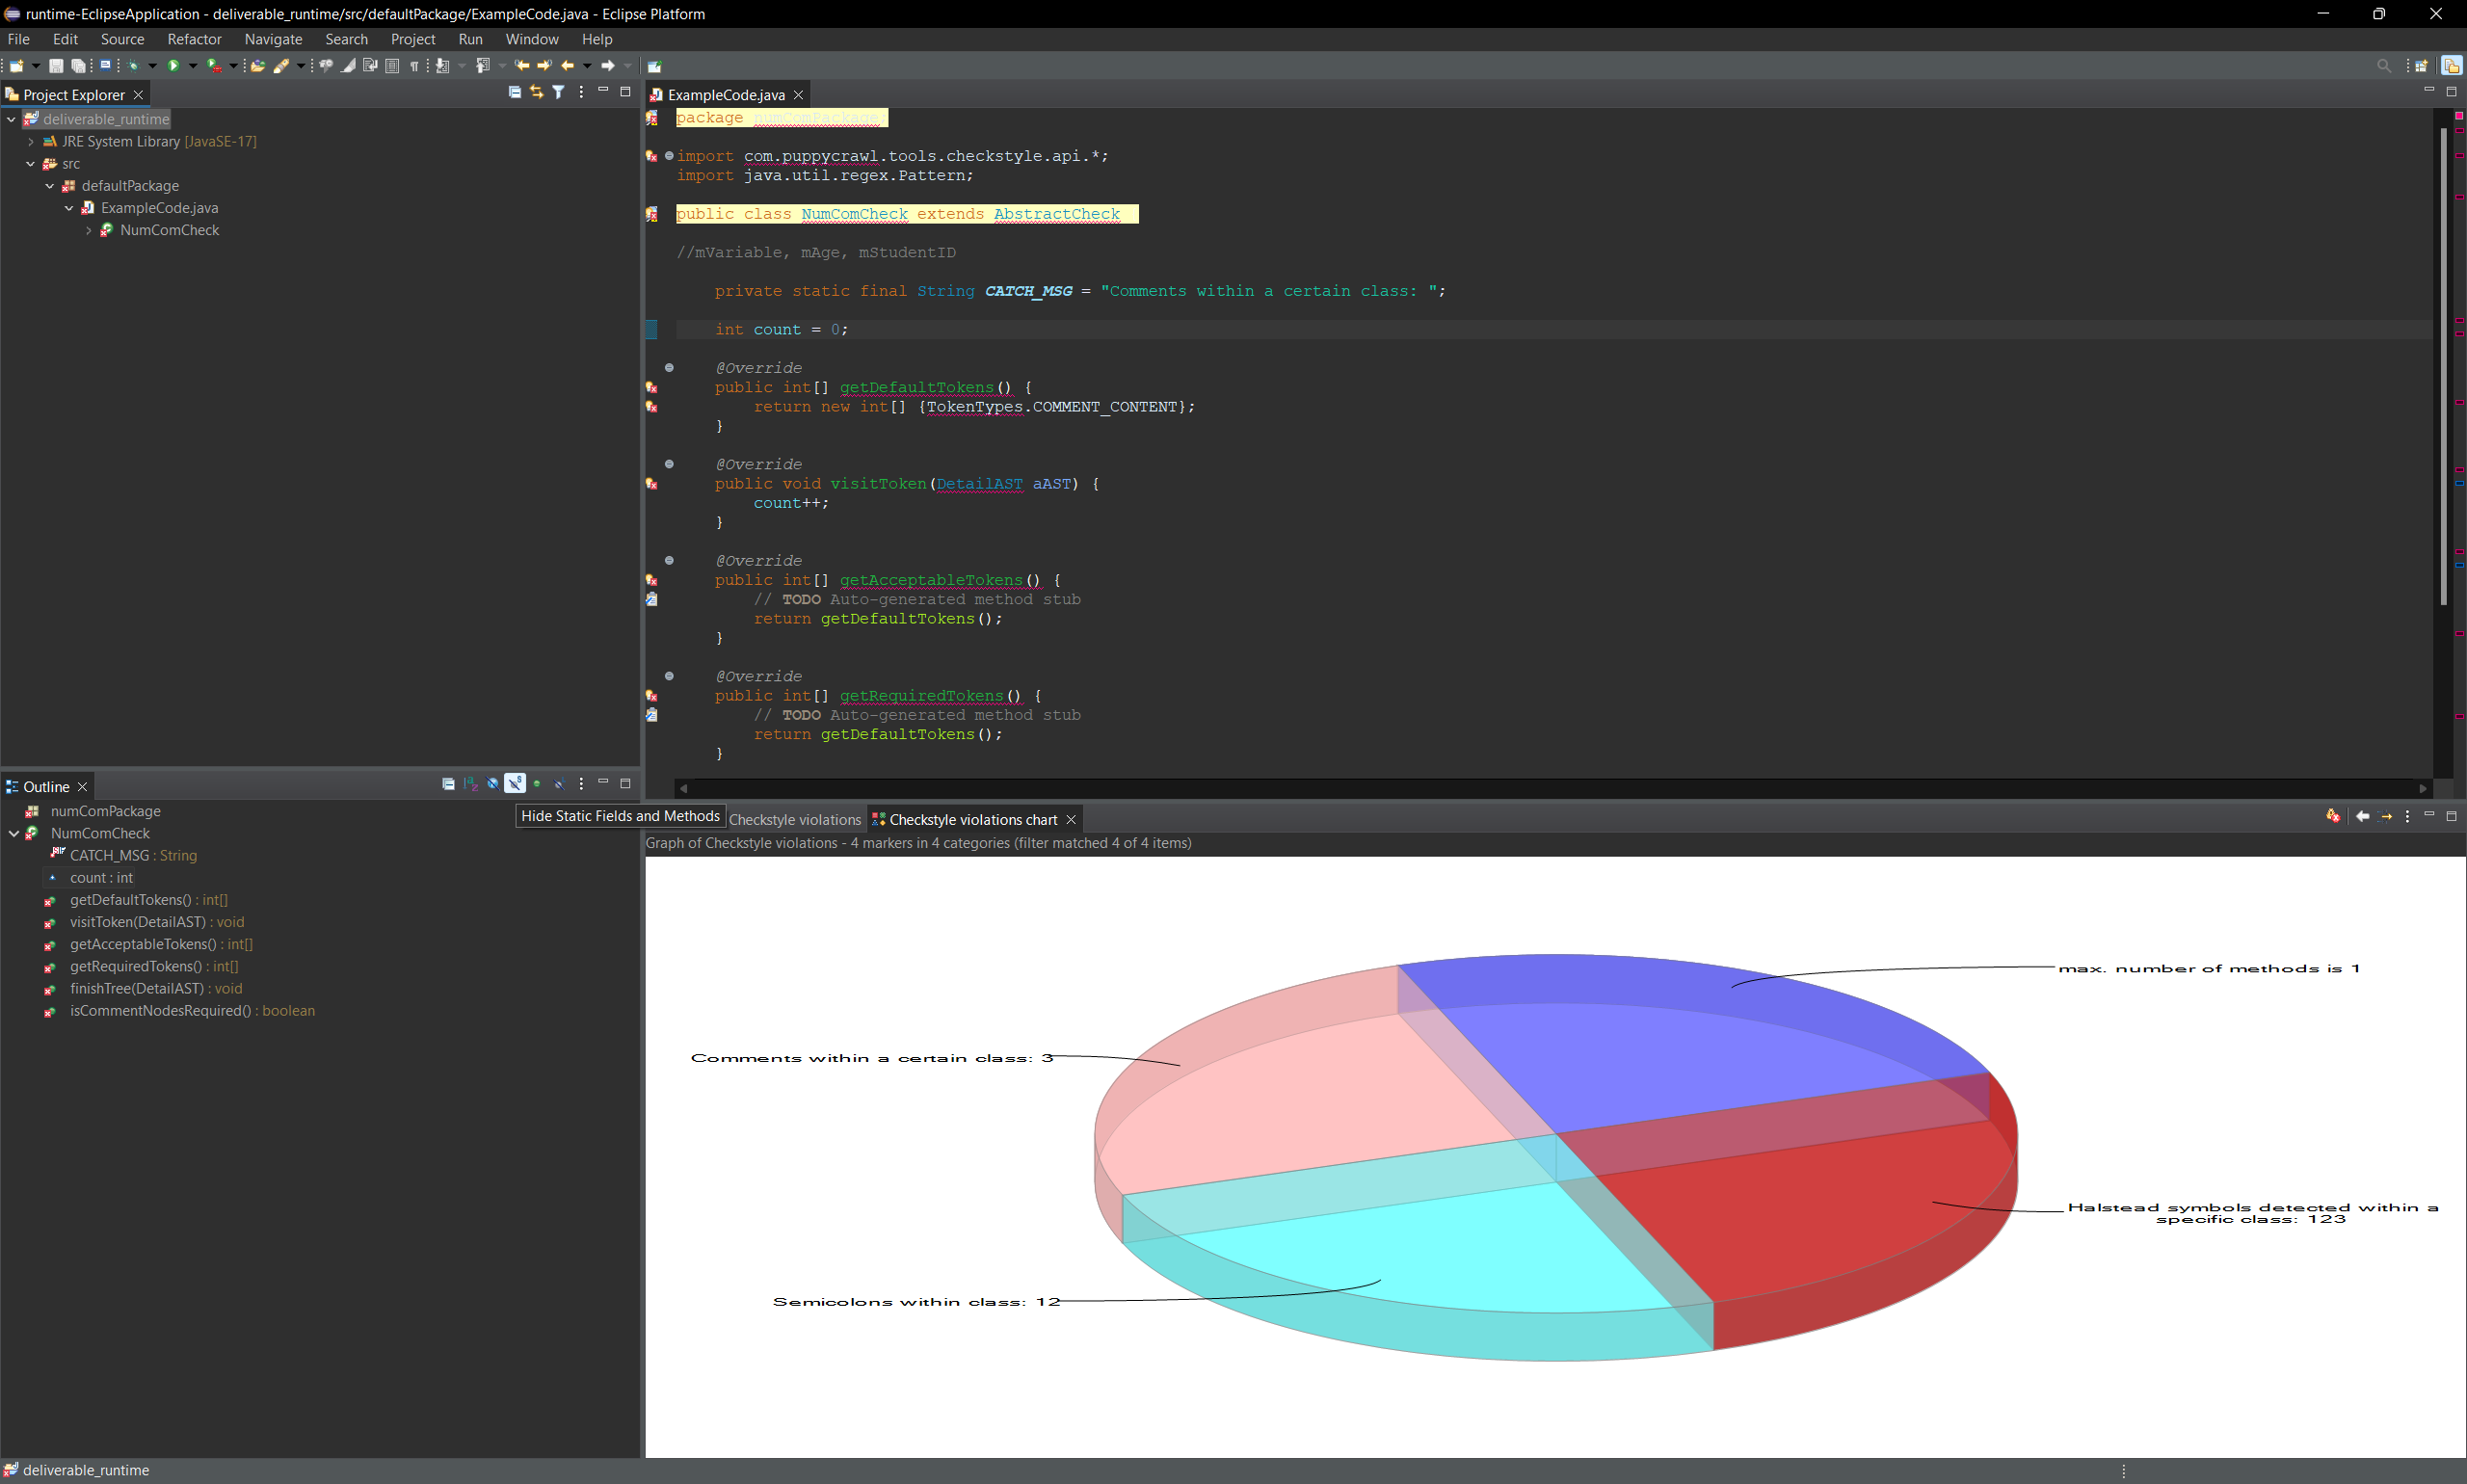 runtime-EclipseApplication - deliverable_runtime/src/defaultPackage/ExampleCode.java - Eclipse Platform
File Edit Source Refactor Navigate Search Project Run Window Help
Project Explorer
deliverable_runtime
JRE System Library [JavaSE-17]
src
defaultPackage
ExampleCode.java
NumComCheck
ExampleCode.java
package numComPackage;
import com.puppycrawl.tools.checkstyle.api.*;
import java.util.regex.Pattern;
public class NumComCheck extends AbstractCheck
//mVariable, mAge, mStudentID
private static final String CATCH_MSG = "Comments within a certain class: ";
int count = 0;
@Override
public int[] getDefaultTokens() {
return new int[] {TokenTypes.COMMENT_CONTENT};
}
@Override
public void visitToken(DetailAST aAST) {
count++;
}
@Override
public int[] getAcceptableTokens() {
// TODO Auto-generated method stub
return getDefaultTokens();
}
@Override
public int[] getRequiredTokens() {
// TODO Auto-generated method stub
return getDefaultTokens();
}
Outline
numComPackage
NumComCheck
CATCH_MSG : String
count : int
getDefaultTokens() : int[]
visitToken(DetailAST) : void
getAcceptableTokens() : int[]
getRequiredTokens() : int[]
finishTree(DetailAST) : void
isCommentNodesRequired() : boolean
Hide Static Fields and Methods
Checkstyle violations
Checkstyle violations chart
Graph of Checkstyle violations - 4 markers in 4 categories (filter matched 4 of 4 items)
max. number of methods is 1
Comments within a certain class: 3
Halstead symbols detected within a
specific class: 123
Semicolons within class: 12
deliverable_runtime